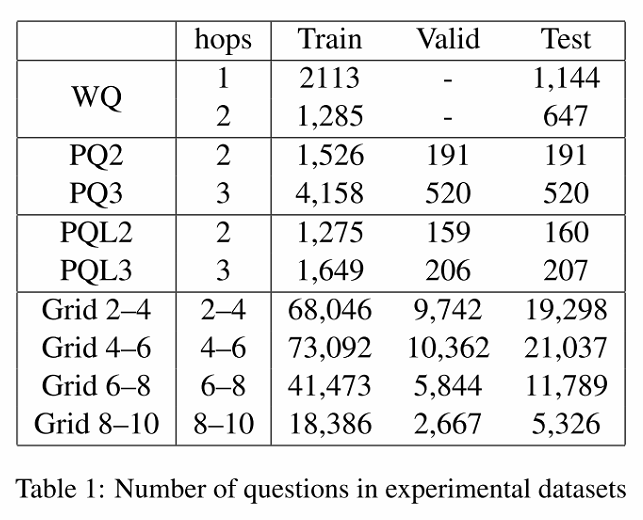 hops Train Valid Test
WQ 1 2113 - 1,144
2 1,285 - 647
PQ2 2 1,526 191 191
PQ3 3 4,158 520 520
PQL2 2 1,275 159 160
PQL3 3 1,649 206 207
Grid 2–4 2–4 68,046 9,742 19,298
Grid 4–6 4–6 73,092 10,362 21,037
Grid 6–8 6–8 41,473 5,844 11,789
Grid 8–10 8–10 18,386 2,667 5,326
Table 1: Number of questions in experimental datasets